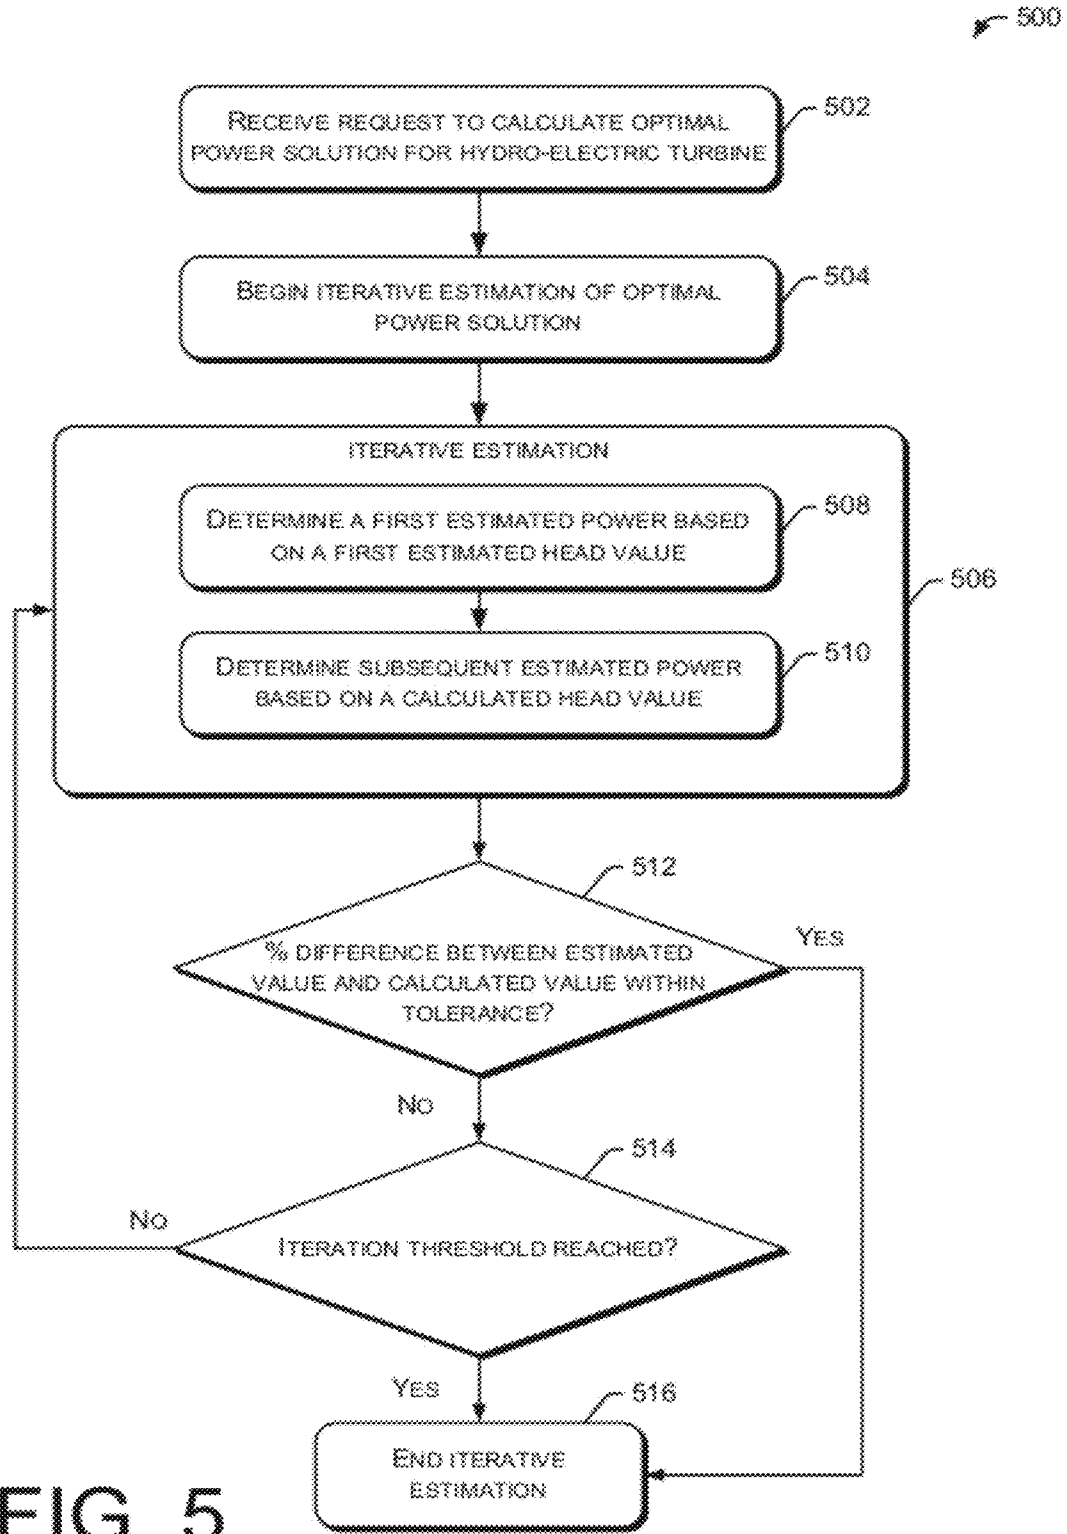 500
RECEIVE REQUEST TO CALCULATE OPTIMAL
POWER SOLUTION FOR HYDRO-ELECTRIC TURBINE
502
BEGIN ITERATIVE ESTIMATION OF OPTIMAL
POWER SOLUTION
504
ITERATIVE ESTIMATION
DETERMINE A FIRST ESTIMATED POWER BASED
ON A FIRST ESTIMATED HEAD VALUE
508
506
DETERMINE SUBSEQUENT ESTIMATED POWER
BASED ON A CALCULATED HEAD VALUE
510
512
% DIFFERENCE BETWEEN ESTIMATED
VALUE AND CALCULATED VALUE WITHIN
TOLERANCE?
YES
NO
514
NO
ITERATION THRESHOLD REACHED?
YES
516
END ITERATIVE
ESTIMATION
FIG. 5